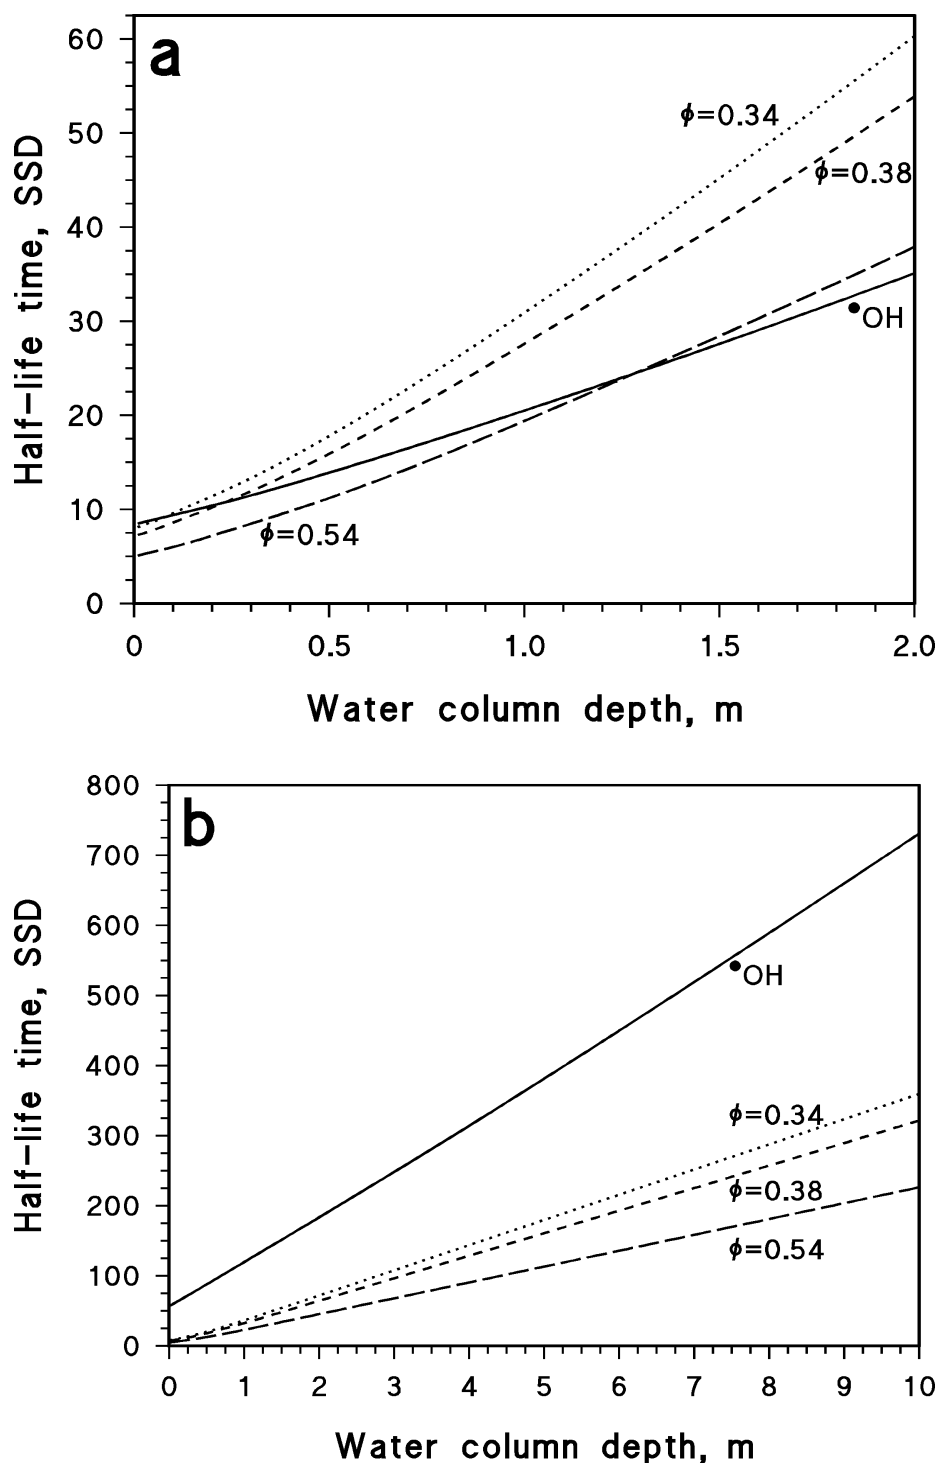 a
60
50
40
30
20
10
0
Half-life time, SSD
ϕ=0.34
ϕ=0.38
•OH
ϕ=0.54
0 0.5 1.0 1.5 2.0
Water column depth, m
b
800
700
600
500
400
300
200
100
0
Half-life time, SSD
•OH
ϕ=0.34
ϕ=0.38
ϕ=0.54
0 1 2 3 4 5 6 7 8 9 10
Water column depth, m